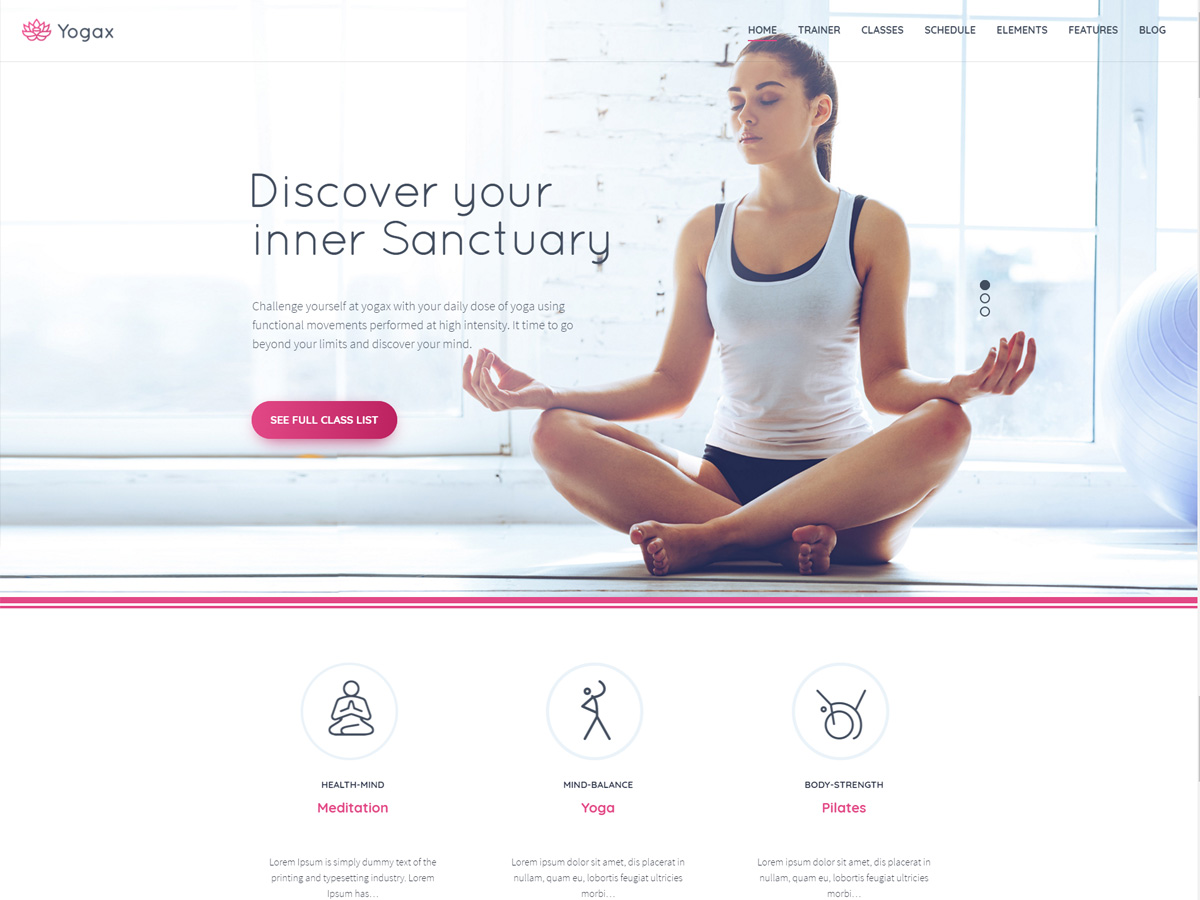 Yogax
HOME TRAINER CLASSES SCHEDULE ELEMENTS FEATURES BLOG
Discover your
inner Sanctuary
Challenge yourself at yogax with your daily dose of yoga using
functional movements performed at high intensity. It time to go
beyond your limits and discover your mind.
SEE FULL CLASS LIST
HEALTH-MIND
Meditation
Lorem Ipsum is simply dummy text of the
printing and typesetting industry. Lorem
Ipsum has…
MIND-BALANCE
Yoga
Lorem ipsum dolor sit amet, dis placerat in
nullam, quam eu, lobortis feugiat ultricies
morbi…
BODY-STRENGTH
Pilates
Lorem ipsum dolor sit amet, dis placerat in
nullam, quam eu, lobortis feugiat ultricies
morbi…